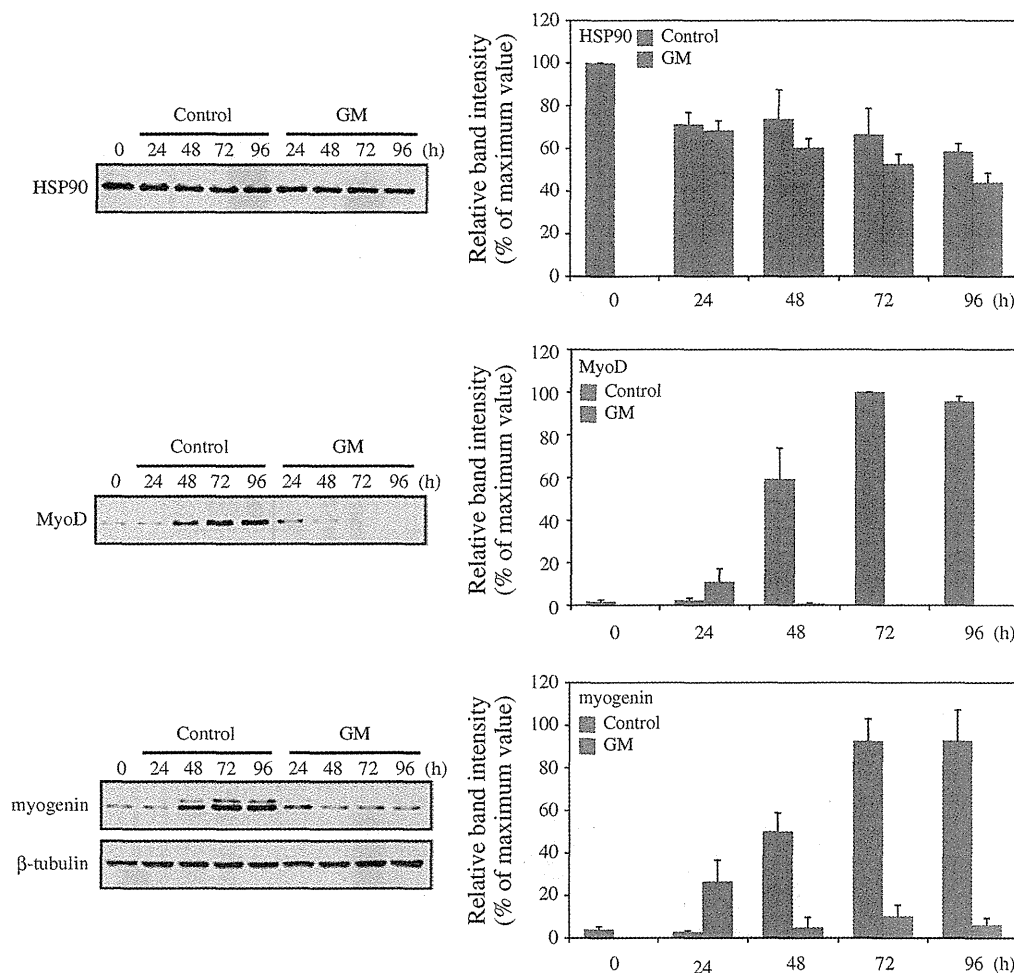 Control GM
0 24 48 72 96 24 48 72 96 (h)
HSP90
Relative band intensity
(% of maximum value)
120
100
80
60
40
20
0
HSP90
Control
GM
0 24 48 72 96 (h)
Control GM
0 24 48 72 96 24 48 72 96 (h)
MyoD
Relative band intensity
(% of maximum value)
120
100
80
60
40
20
0
MyoD
Control
GM
0 24 48 72 96 (h)
Control GM
0 24 48 72 96 24 48 72 96 (h)
myogenin
β-tubulin
Relative band intensity
(% of maximum value)
120
100
80
60
40
20
0
myogenin
Control
GM
0 24 48 72 96 (h)